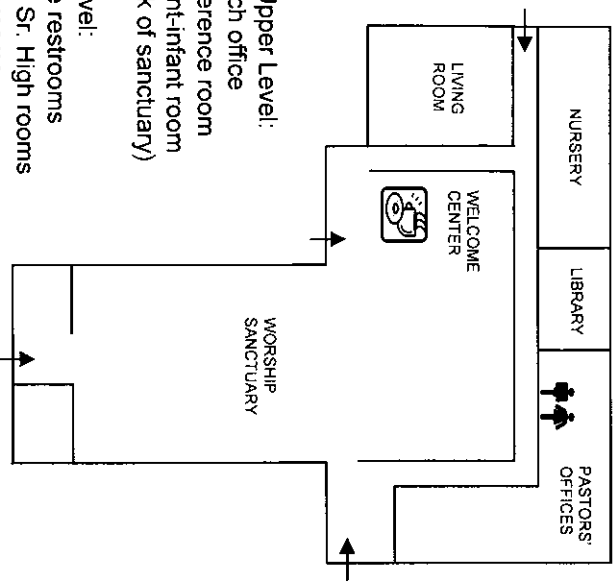 NURSERY
LIBRARY
PASTORS'
OFFICES
LIVING
ROOM
WELCOME
CENTER
WORSHIP
SANCTUARY
Upper Level:
ch office
erence room
nt-infant room
k of sanctuary)
vel:
e restrooms
Sr. High rooms